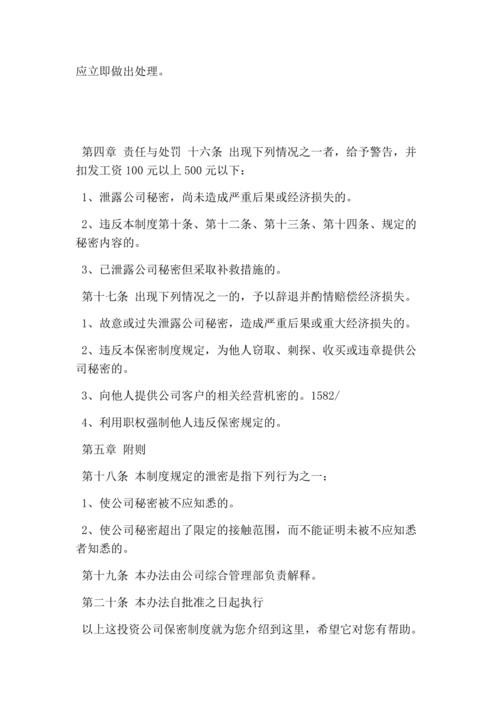 应立即做出处理。
第四章 责任与处罚 十六条 出现下列情况之一者，给予警告，并
扣发工资100元以上500元以下：
1、泄露公司秘密，尚未造成严重后果或经济损失的。
2、违反本制度第十条、第十二条、第十三条、第十四条、规定的
秘密内容的。
3、已泄露公司秘密但采取补救措施的。
第十七条 出现下列情况之一的，予以辞退并酌情赔偿经济损失。
1、故意或过失泄露公司秘密，造成严重后果或重大经济损失的。
2、违反本保密制度规定，为他人窃取、刺探、收买或违章提供公
司秘密的。
3、向他人提供公司客户的相关经营机密的。1582/
4、利用职权强制他人违反保密规定的。
第五章 附则
第十八条 本制度规定的泄密是指下列行为之一；
1、使公司秘密被不应知悉的。
2、使公司秘密超出了限定的接触范围，而不能证明未被不应知悉
者知悉的。
第十九条 本办法由公司综合管理部负责解释。
第二十条 本办法自批准之日起执行
以上这投资公司保密制度就为您介绍到这里，希望它对您有帮助。